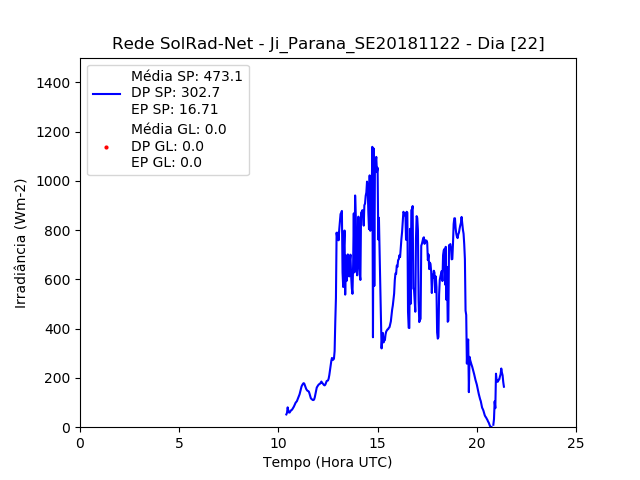 Rede SolRad-Net - Ji_Parana_SE20181122 - Dia [22]
Média SP: 473.1
DP SP: 302.7
EP SP: 16.71
Média GL: 0.0
DP GL: 0.0
EP GL: 0.0
Irradiância (Wm-2)
1400
1200
1000
800
600
400
200
0
0 5 10 15 20 25
Tempo (Hora UTC)